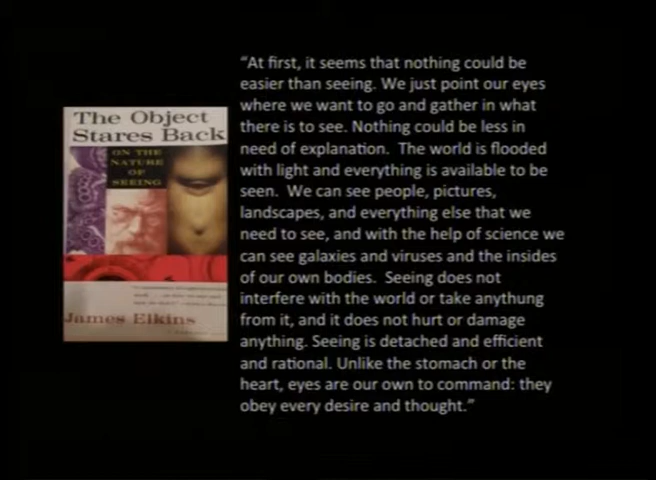 The Object
Stares Back
ON THE
NATURE
OF
SEEING
James Elkins
“At first, it seems that nothing could be
easier than seeing. We just point our eyes
where we want to go and gather in what
there is to see. Nothing could be less in
need of explanation.  The world is flooded
with light and everything is available to be
seen.  We can see people, pictures,
landscapes, and everything else that we
need to see, and with the help of science we
can see galaxies and viruses and the insides
of our own bodies.  Seeing does not
interfere with the world or take anythung
from it, and it does not hurt or damage
anything. Seeing is detached and efficient
and rational. Unlike the stomach or the
heart, eyes are our own to command: they
obey every desire and thought.”